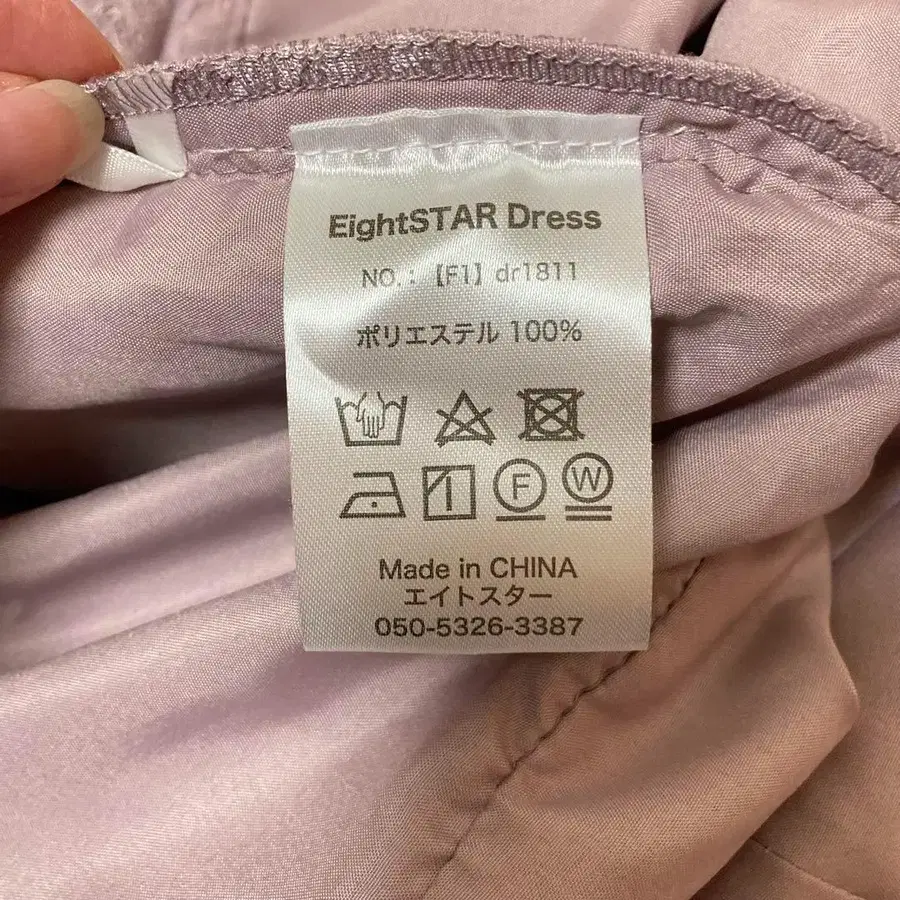 EightSTAR Dress
NO.:【F1】dr1811
ポリエステル 100%
F W
Made in CHINA
エイトスター
050-5326-3387